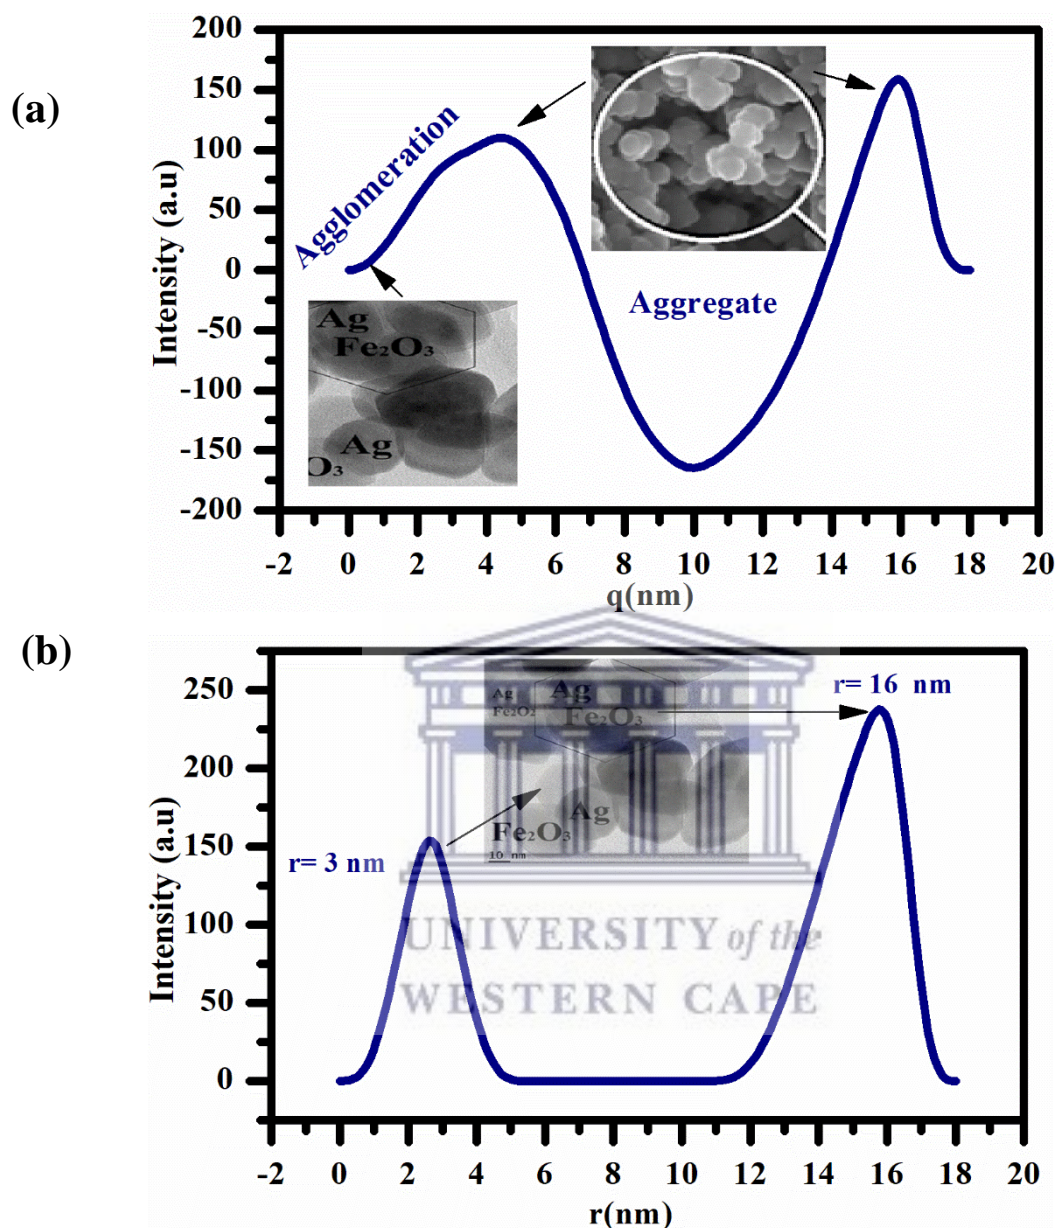 (a)
Intensity (a.u)
200
150
100
50
0
-50
-100
-150
-200
Agglomeration
Aggregate
Ag
Fe₂O₃
Ag
O₃
-2 0 2 4 6 8 10 12 14 16 18 20
q(nm)
(b)
Intensity (a.u)
250
200
150
100
50
0
r= 16 nm
Ag
Fe₂O₂
Ag
Fe₂O₃
Ag
Fe₂O₃
10 nm
r= 3 nm
UNIVERSITY of the
WESTERN CAPE
-2 0 2 4 6 8 10 12 14 16 18 20
r(nm)